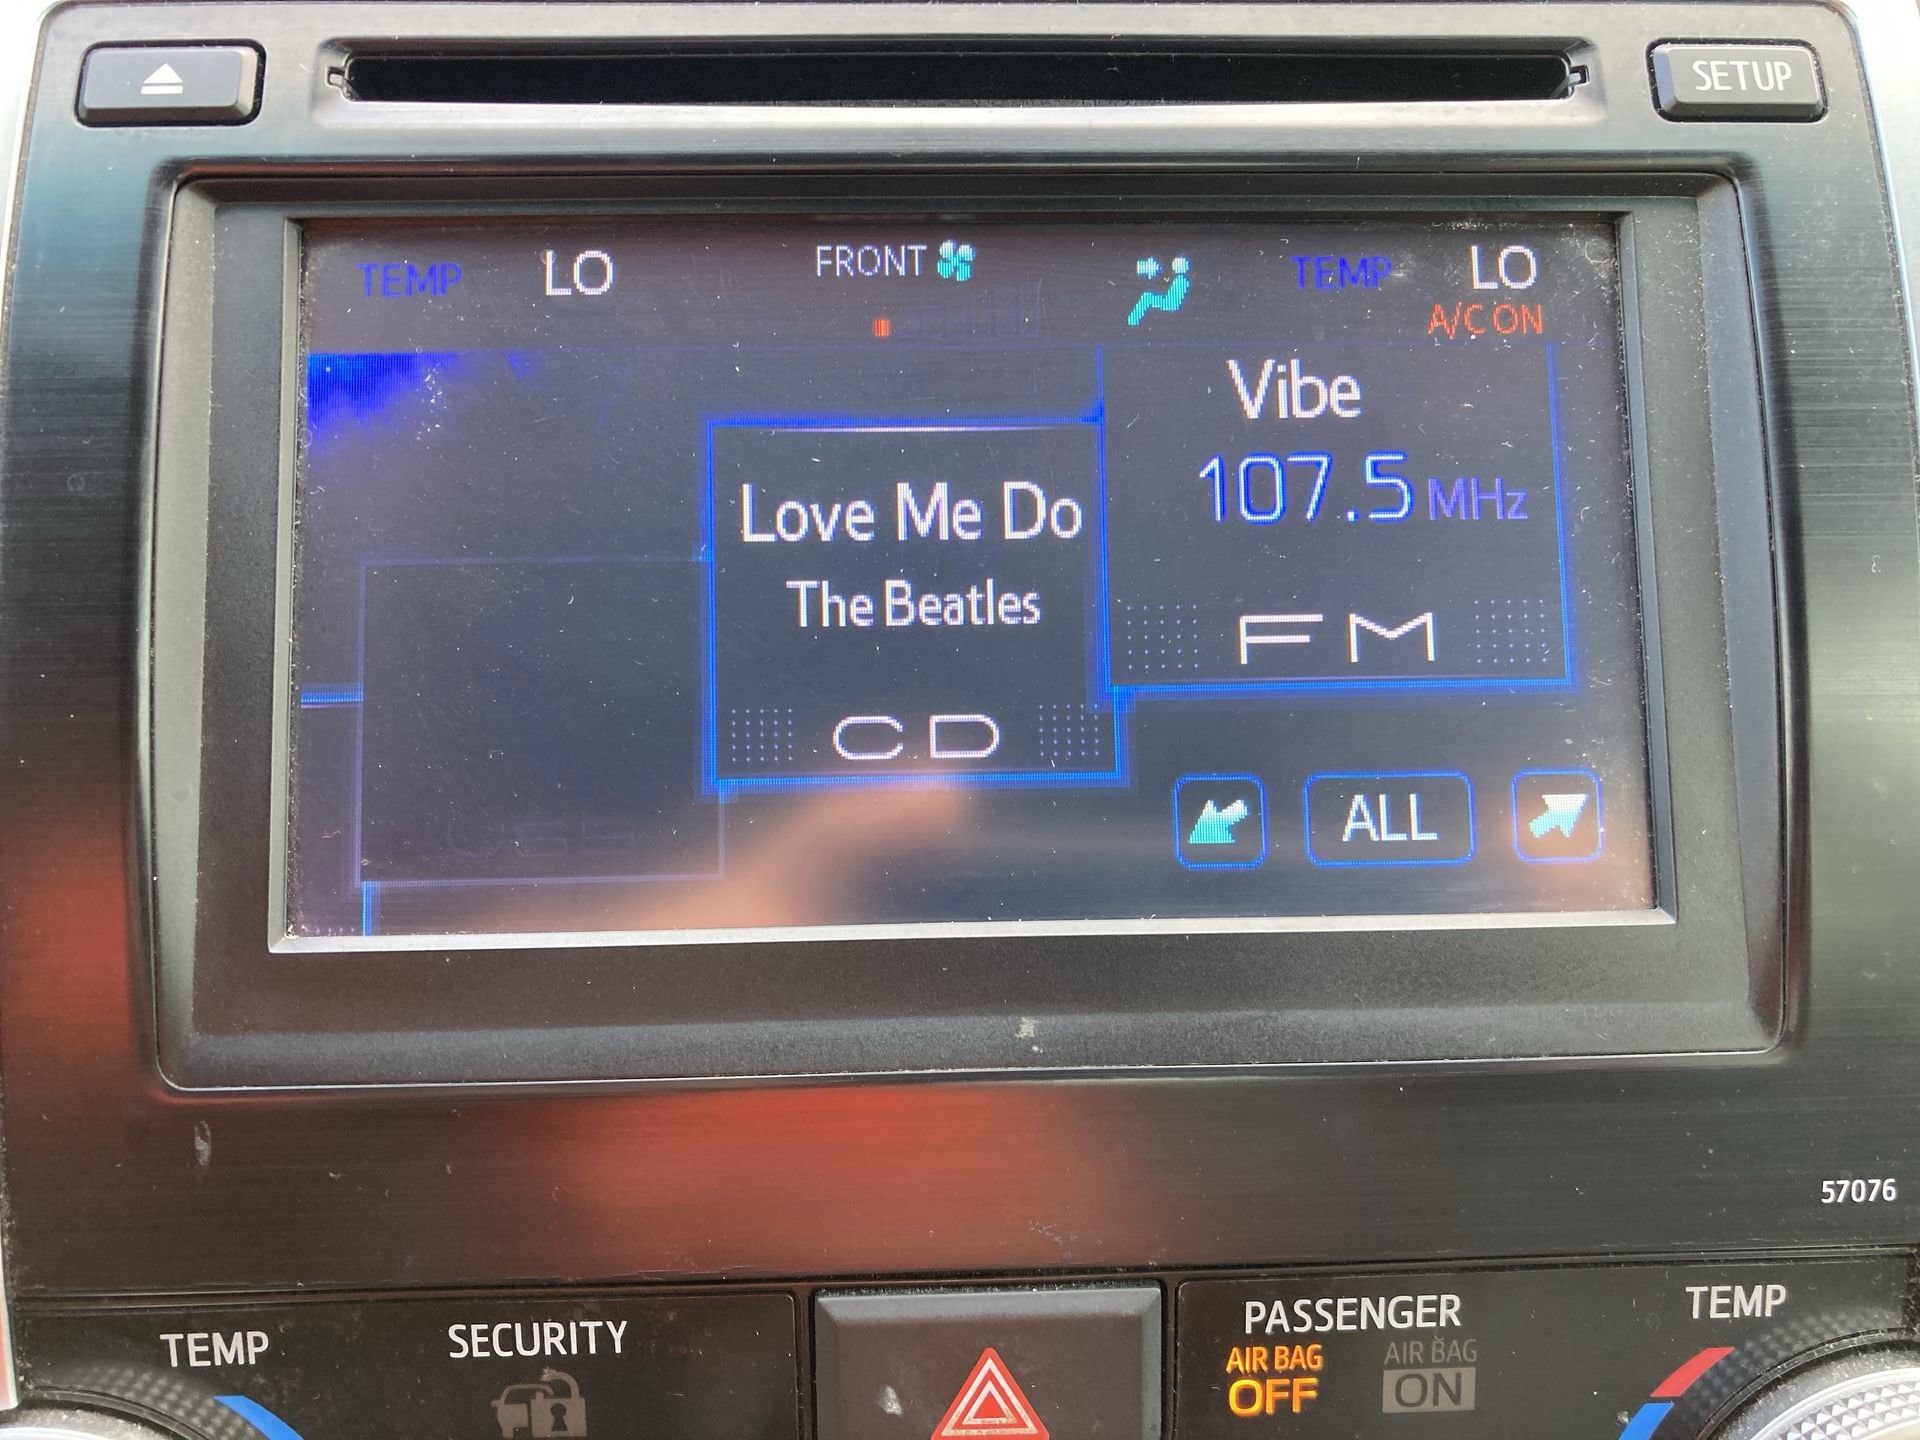 SETUP
TEMP LO FRONT TEMP LO
A/C ON
Vibe
107.5 MHz
FM
Love Me Do
The Beatles
CD
ALL
57076
TEMP
SECURITY
PASSENGER
AIR BAG OFF
AIR BAG ON
TEMP